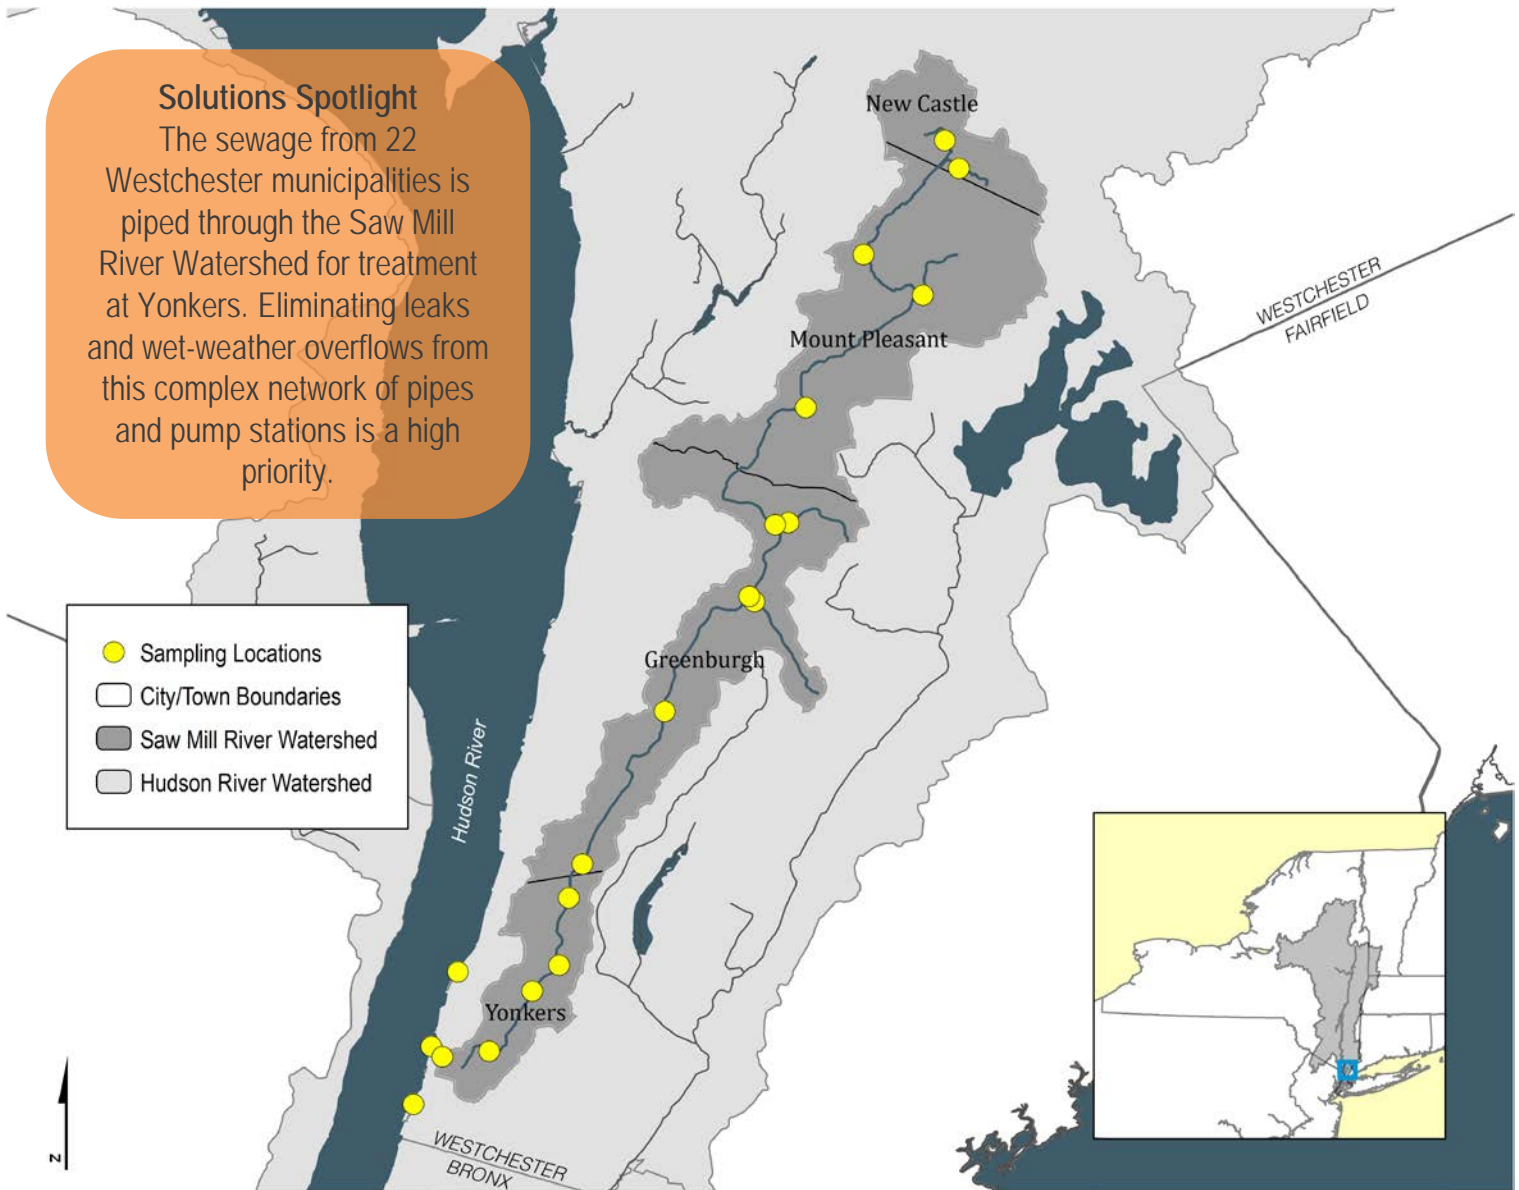 Solutions Spotlight
The sewage from 22
Westchester municipalities is
piped through the Saw Mill
River Watershed for treatment
at Yonkers. Eliminating leaks
and wet-weather overflows from
this complex network of pipes
and pump stations is a high
priority.
New Castle
WESTCHESTER
FAIRFIELD
Mount Pleasant
Sampling Locations
City/Town Boundaries
Saw Mill River Watershed
Hudson River Watershed
Greenburgh
Hudson River
Yonkers
WESTCHESTER
BRONX
N